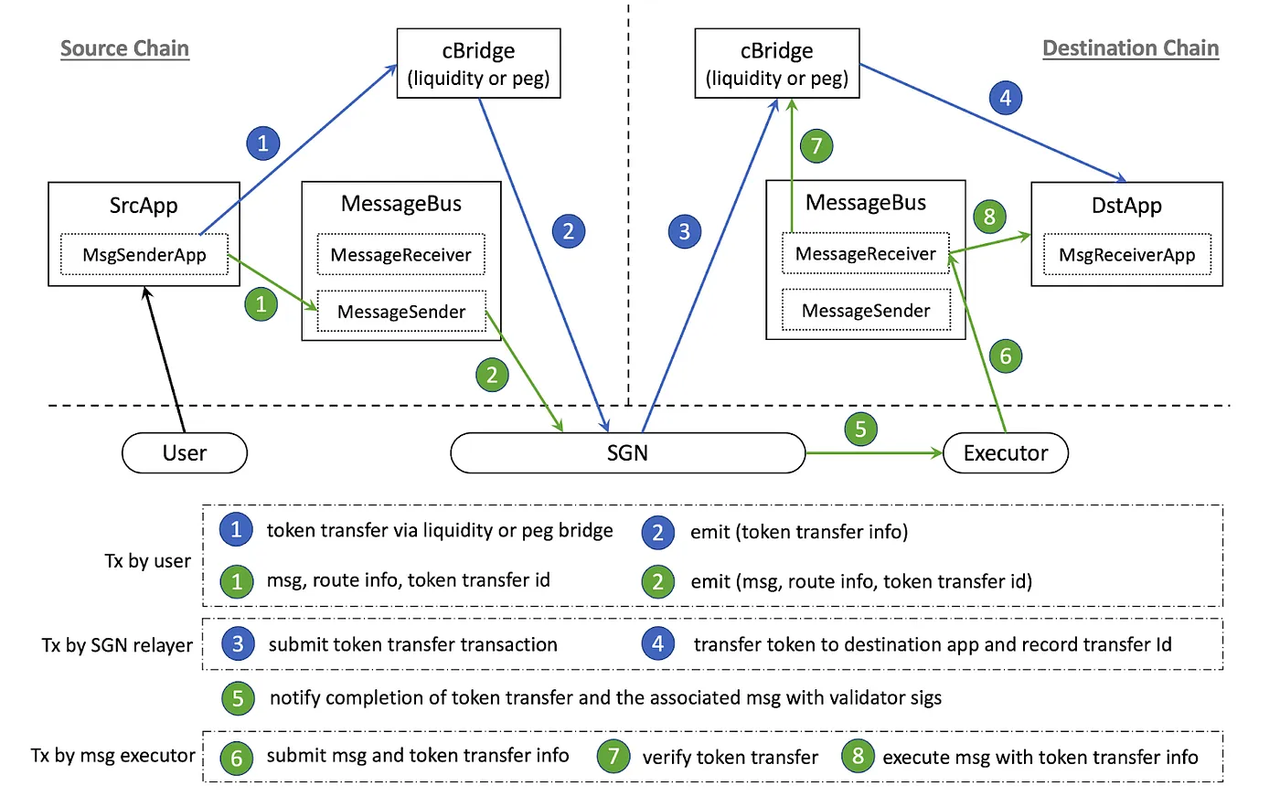 Source Chain
Destination Chain
cBridge
(liquidity or peg)
cBridge
(liquidity or peg)
1
4
7
SrcApp
MsgSenderApp
MessageBus
MessageReceiver
MessageSender
2
3
MessageBus
MessageReceiver
MessageSender
8
DstApp
MsgReceiverApp
1
2
6
5
User
SGN
Executor
Tx by user
1 token transfer via liquidity or peg bridge
2 emit (token transfer info)
1 msg, route info, token transfer id
2 emit (msg, route info, token transfer id)
Tx by SGN relayer
3 submit token transfer transaction
4 transfer token to destination app and record transfer Id
5 notify completion of token transfer and the associated msg with validator sigs
Tx by msg executor
6 submit msg and token transfer info
7 verify token transfer
8 execute msg with token transfer info